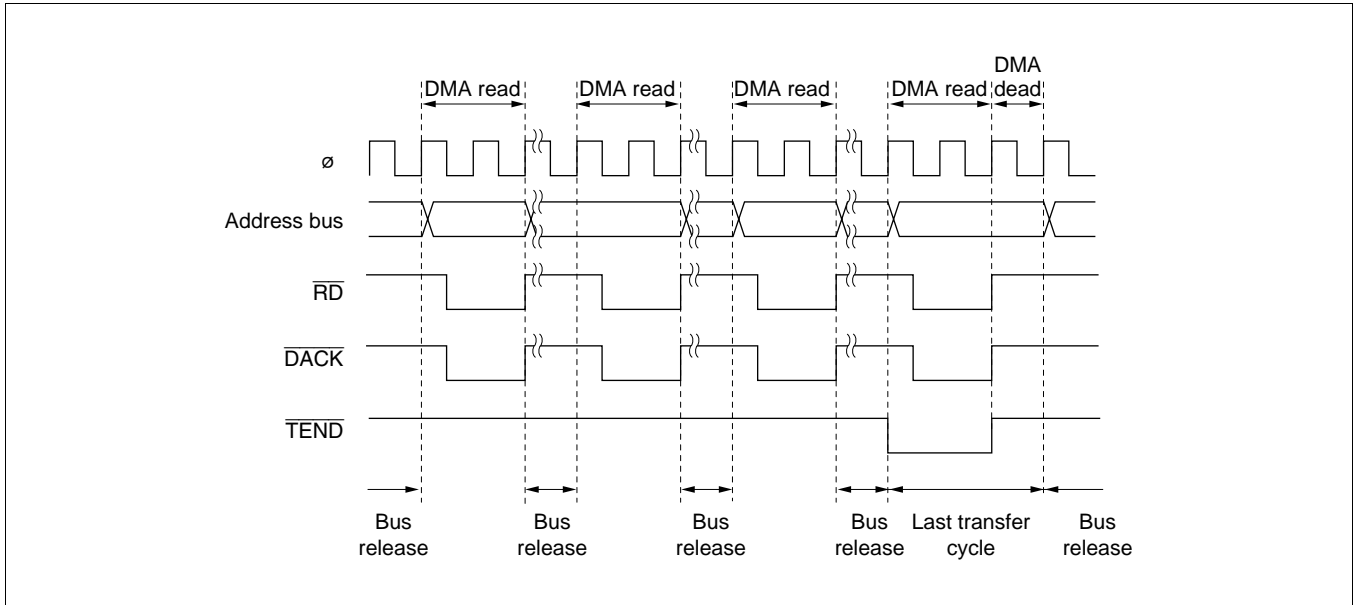 DMA
DMA read DMA read DMA read DMA read dead
ø
Address bus
RD
DACK
TEND
Bus Bus Bus Bus Last transfer Bus
release release release release cycle release